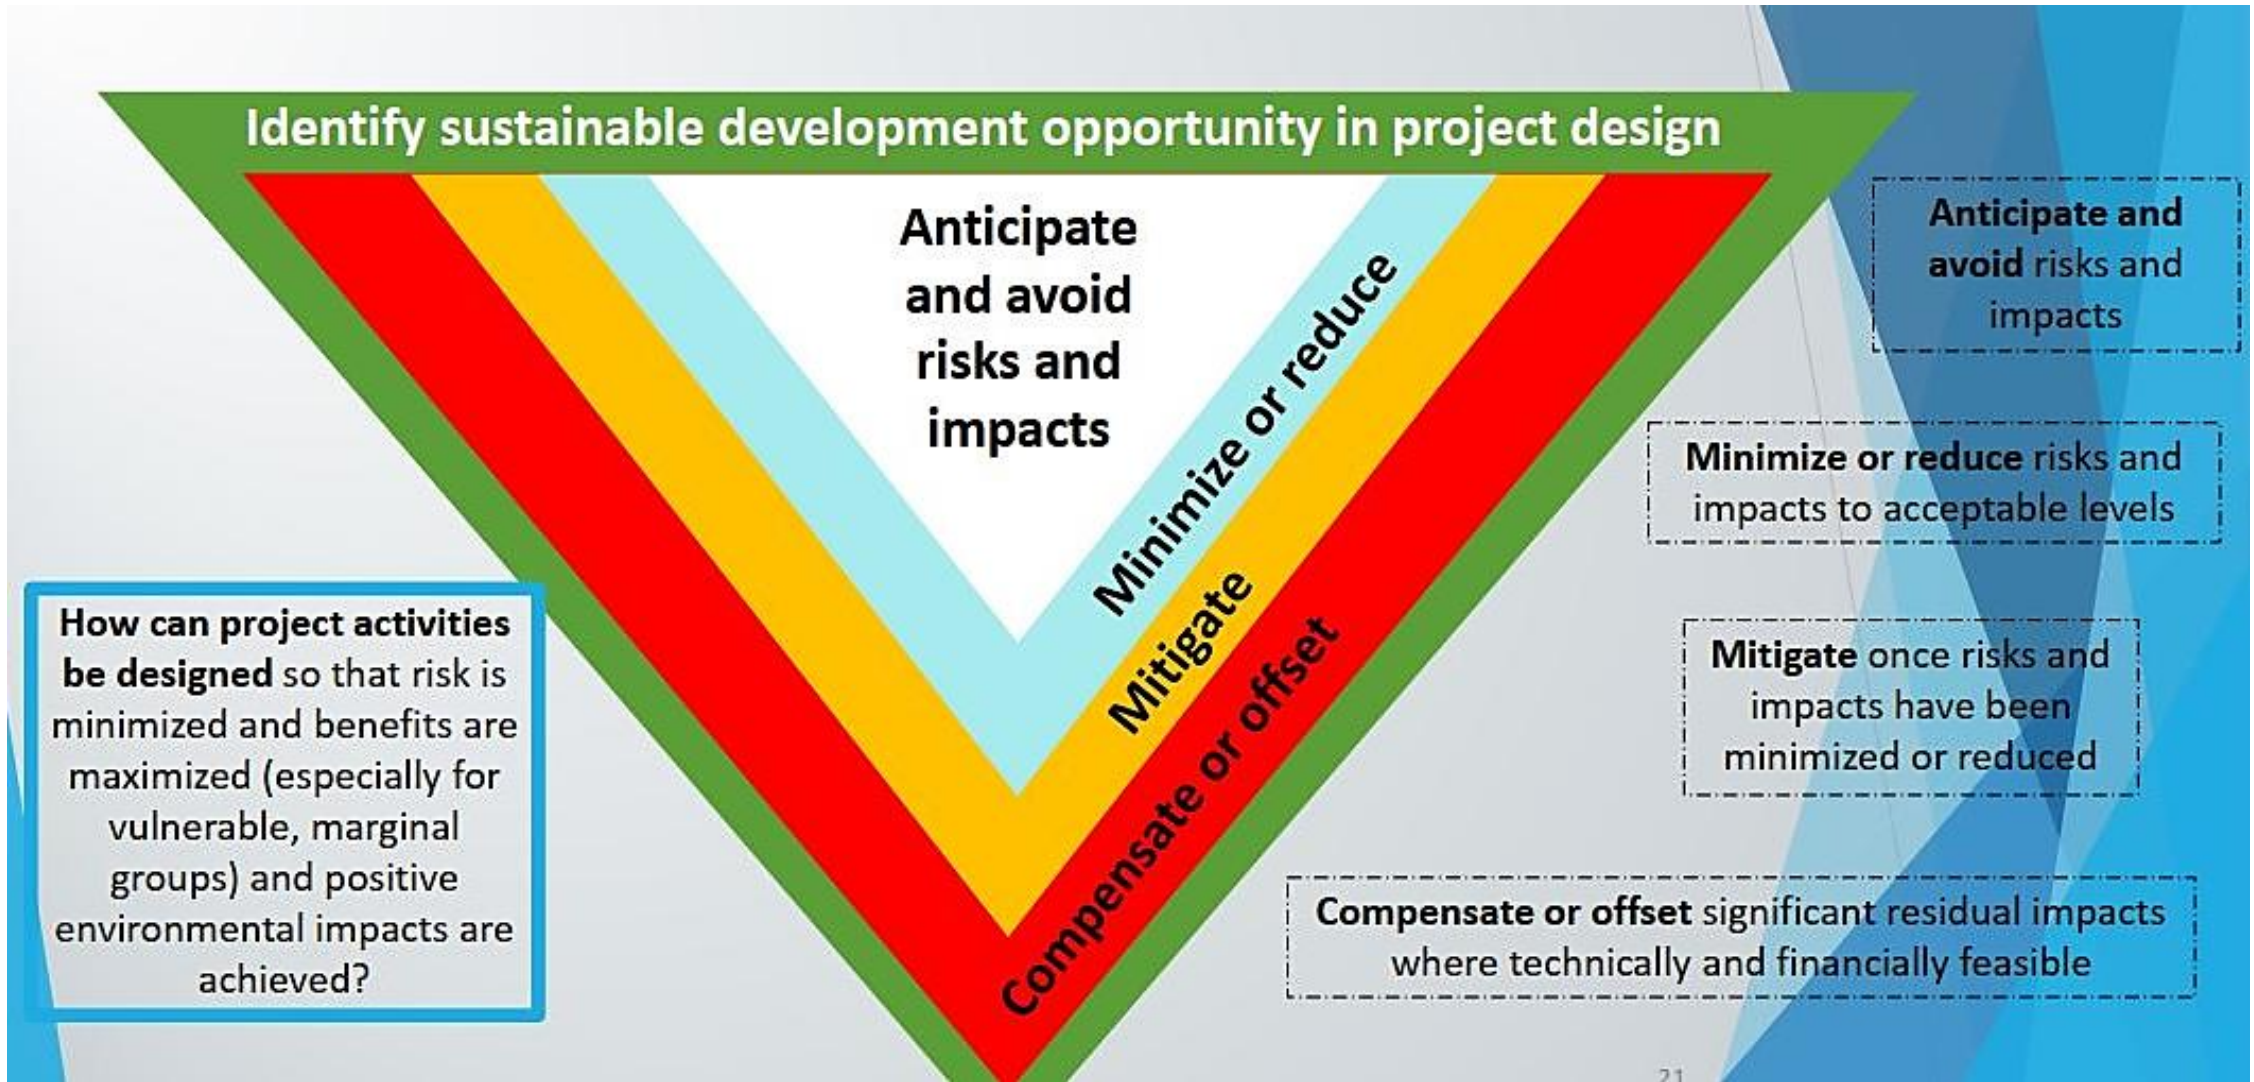 Identify sustainable development opportunity in project design
Anticipate
and avoid
risks and
impacts
Minimize or reduce
Mitigate
Compensate or offset
Anticipate and
avoid risks and
impacts
Minimize or reduce risks and
impacts to acceptable levels
Mitigate once risks and
impacts have been
minimized or reduced
Compensate or offset significant residual impacts
where technically and financially feasible
How can project activities
be designed so that risk is
minimized and benefits are
maximized (especially for
vulnerable, marginal
groups) and positive
environmental impacts are
achieved?
21